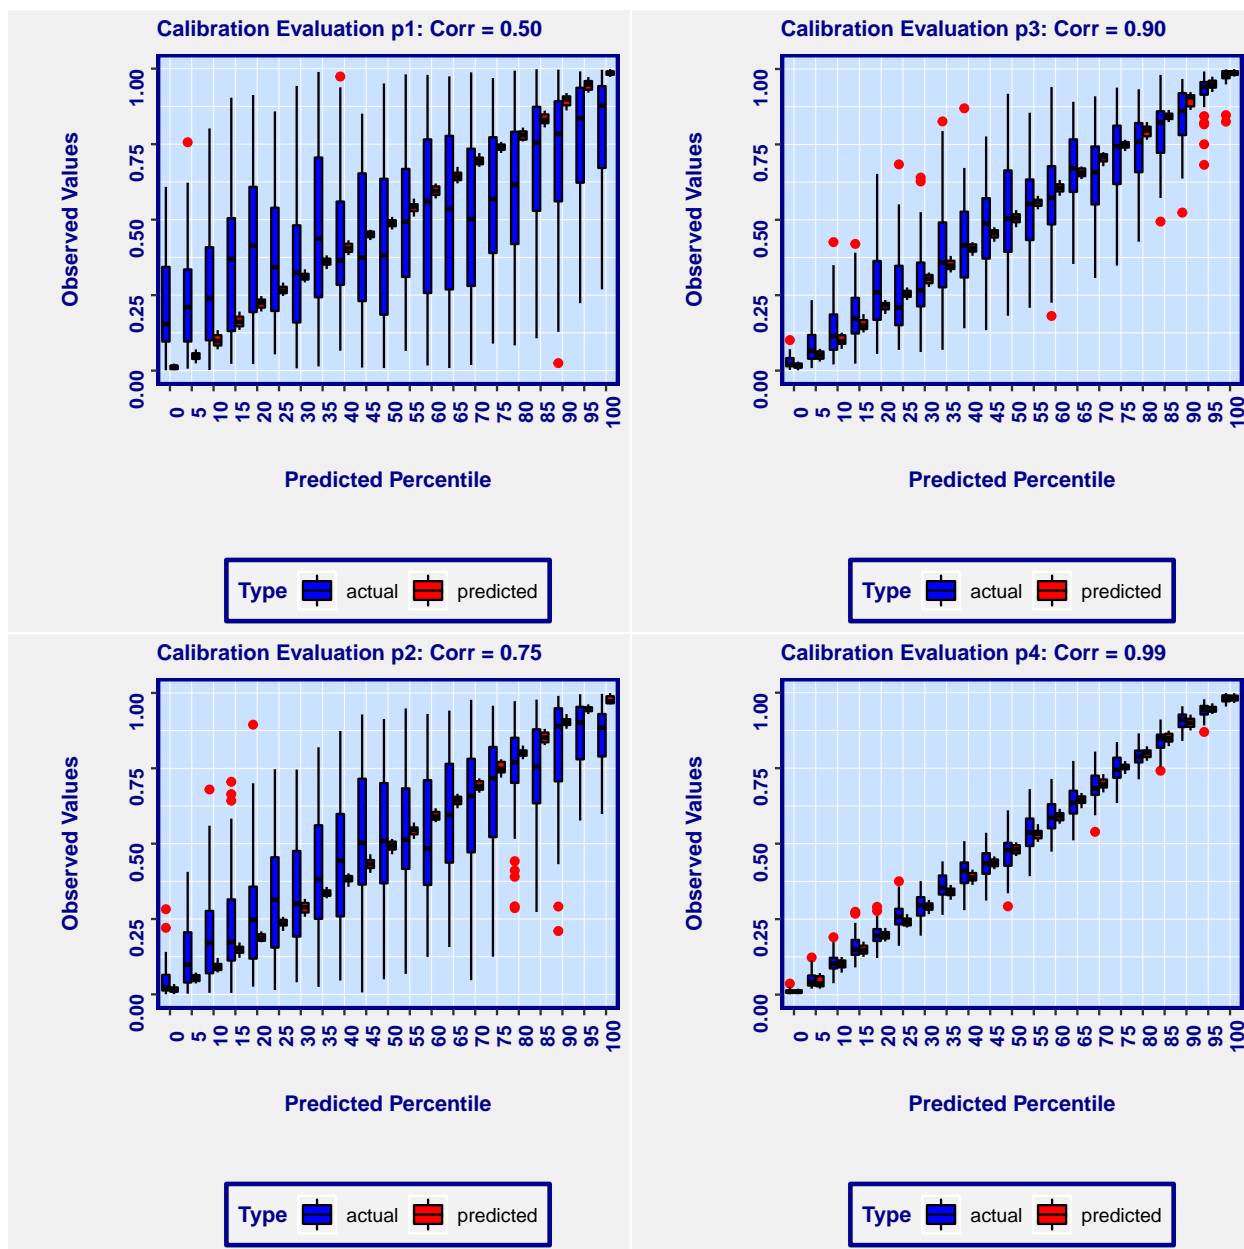 Calibration Evaluation p1: Corr = 0.50
Observed Values
1.00
0.75
0.50
0.25
0.00
0 5 10 15 20 25 30 35 40 45 50 55 60 65 70 75 80 85 90 95 100
Predicted Percentile
Type actual predicted
Calibration Evaluation p3: Corr = 0.90
Observed Values
1.00
0.75
0.50
0.25
0.00
0 5 10 15 20 25 30 35 40 45 50 55 60 65 70 75 80 85 90 95 100
Predicted Percentile
Type actual predicted
Calibration Evaluation p2: Corr = 0.75
Observed Values
1.00
0.75
0.50
0.25
0.00
0 5 10 15 20 25 30 35 40 45 50 55 60 65 70 75 80 85 90 95 100
Predicted Percentile
Type actual predicted
Calibration Evaluation p4: Corr = 0.99
Observed Values
1.00
0.75
0.50
0.25
0.00
0 5 10 15 20 25 30 35 40 45 50 55 60 65 70 75 80 85 90 95 100
Predicted Percentile
Type actual predicted